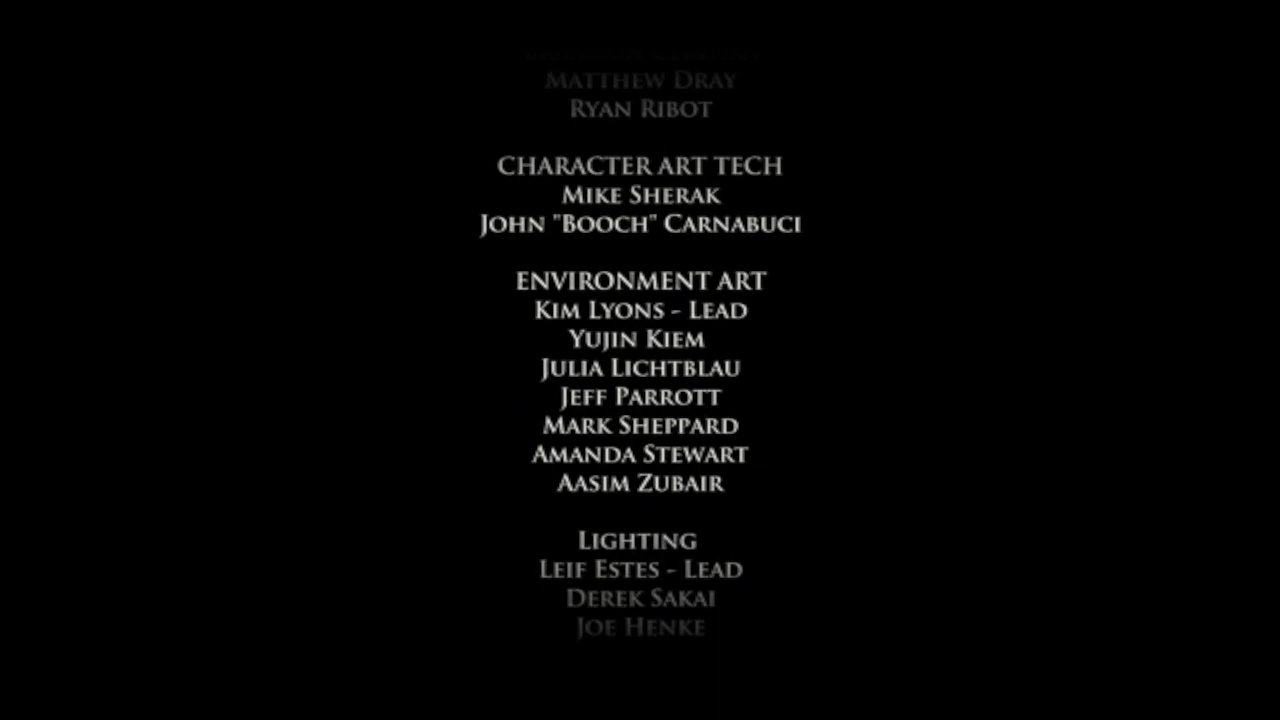 Matthew Dray
Ryan Ribot
CHARACTER ART TECH
Mike Sherak
John "Booch" Carnabuci
ENVIRONMENT ART
Kim Lyons - Lead
Yujin Kiem
Julia Lichtblau
Jeff Parrott
Mark Sheppard
Amanda Stewart
Aasim Zubair
Lighting
Leif Estes - Lead
Derek Sakai
Joe Henke